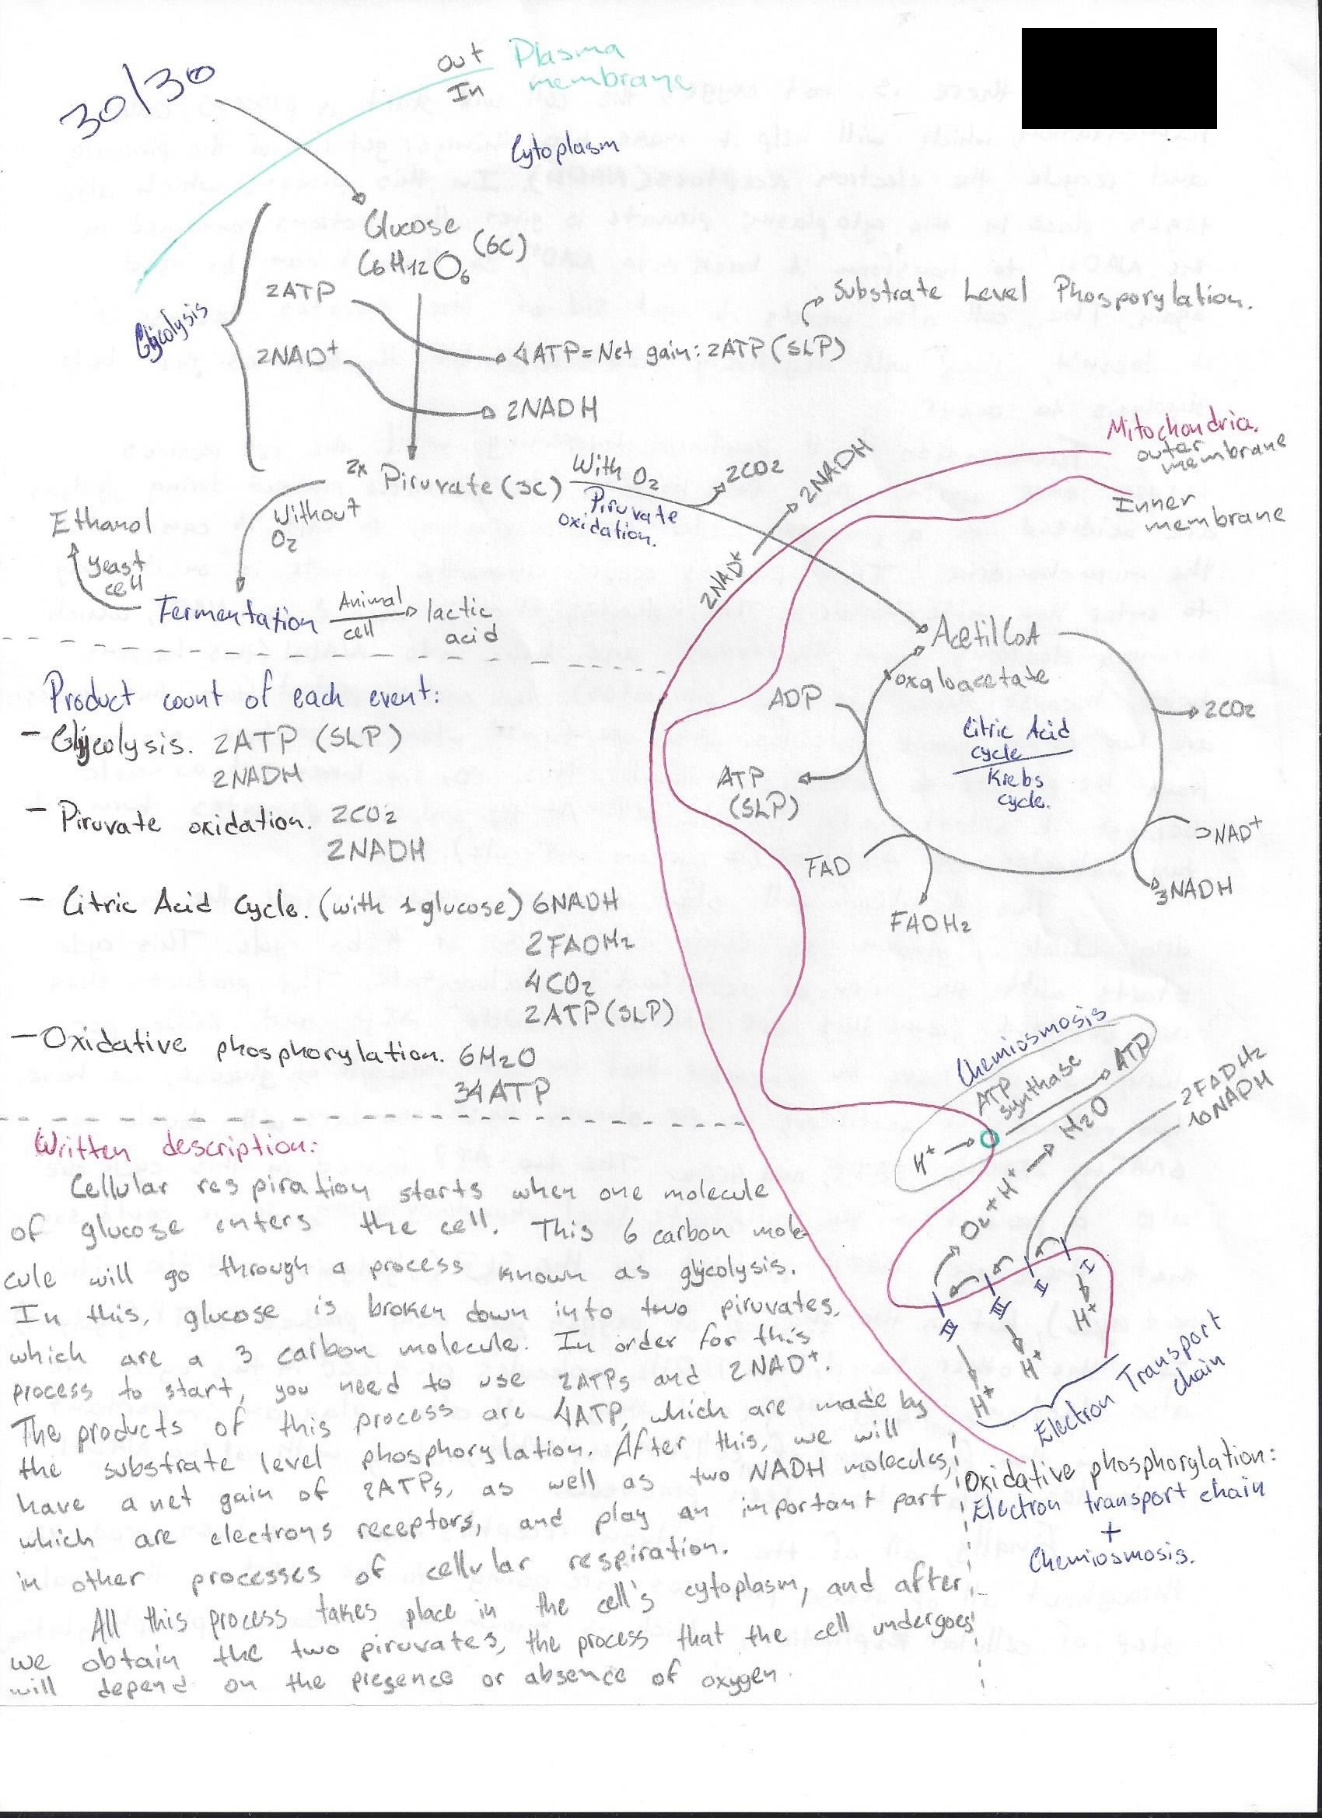 30/30
out Plasma
In membrane
Cytoplasm
Glucose
C6H12O6 (6C)
Glycolysis
2ATP
2NAD+
Substrate Level Phosporylation.
4ATP = Net gain: 2ATP (SLP)
2NADH
2x Piruvate (3C)
With O2
Piruvate
oxidation.
2CO2
2NAD+
2NADH
Mitochondria.
outer
membrane
Inner
membrane
Without
O2
Ethanol
Yeast
cell
Fermentation
Animal
cell
lactic
acid
Acetil CoA
oxaloacetate
Citric Acid
cycle
Krebs
cycle.
2CO2
ADP
ATP
(SLP)
FAD
FADH2
NAD+
3NADH
Product count of each event:
- Glycolysis. 2ATP (SLP)
2NADH
- Piruvate oxidation. 2CO2
2NADH
- Citric Acid Cycle. (with 1 glucose) 6NADH
2FADH2
4CO2
2ATP (SLP)
- Oxidative phosphorylation. 6H2O
34ATP
Chemiosmosis
ATP
synthase
ATP
H+
O2 + H+
H2O
2FADH2
10NADH
I
II
III
IV
H+
H+
H+
Electron Transport
chain
Oxidative phosphorylation:
Electron transport chain
+
Chemiosmosis.
Written description:
Cellular respiration starts when one molecule
of glucose enters the cell. This 6 carbon mole-
cule will go through a process known as glycolysis.
In this, glucose is broken down into two piruvates,
which are a 3 carbon molecule. In order for this
process to start, you need to use 2ATPs and 2NAD+.
The products of this process are 4ATP, which are made by
the substrate level phosphorylation. After this, we will
have a net gain of 2ATPs, as well as two NADH molecules,
which are electrons receptors, and play an important part
in other processes of cellular respiration.
All this process takes place in the cell's cytoplasm, and after
we obtain the two piruvates, the process that the cell undergoes
will depend on the presence or absence of oxygen.